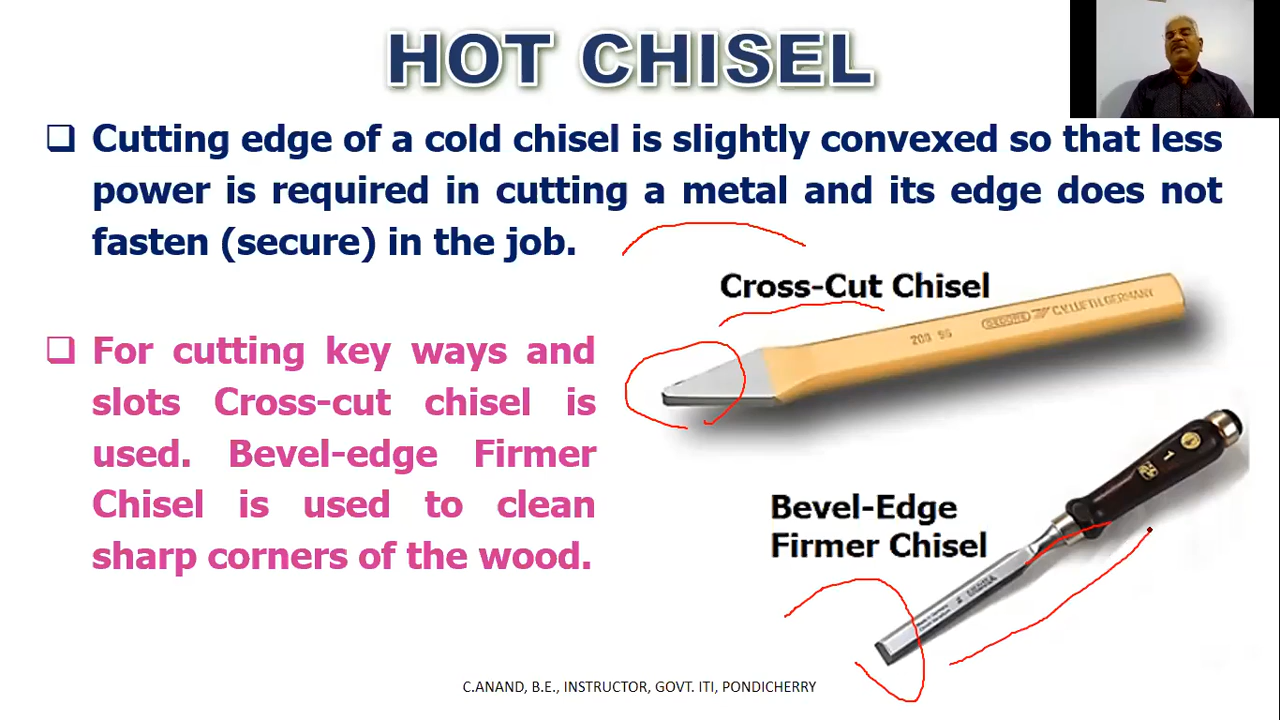 HOT CHISEL
❑ Cutting edge of a cold chisel is slightly convexed so that less
power is required in cutting a metal and its edge does not
fasten (secure) in the job.
Cross-Cut Chisel
❑ For cutting key ways and
slots Cross-cut chisel is
used. Bevel-edge Firmer
Chisel is used to clean
sharp corners of the wood.
Bevel-Edge
Firmer Chisel
C.ANAND, B.E., INSTRUCTOR, GOVT. ITI, PONDICHERRY